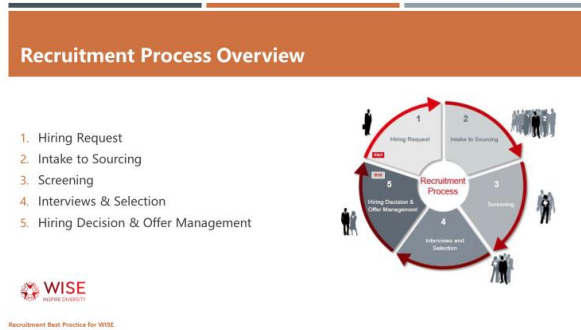 Recruitment Process Overview
1. Hiring Request
2. Intake to Sourcing
3. Screening
4. Interviews & Selection
5. Hiring Decision & Offer Management
1
Hiring Request
Start
2
Intake to Sourcing
3
Screening
4
Interviews and
Selection
5
Hiring Decision &
Offer Management
Recruitment
Process
WISE
INSPIRE DIVERSITY
Recruitment Best Practice for WISE